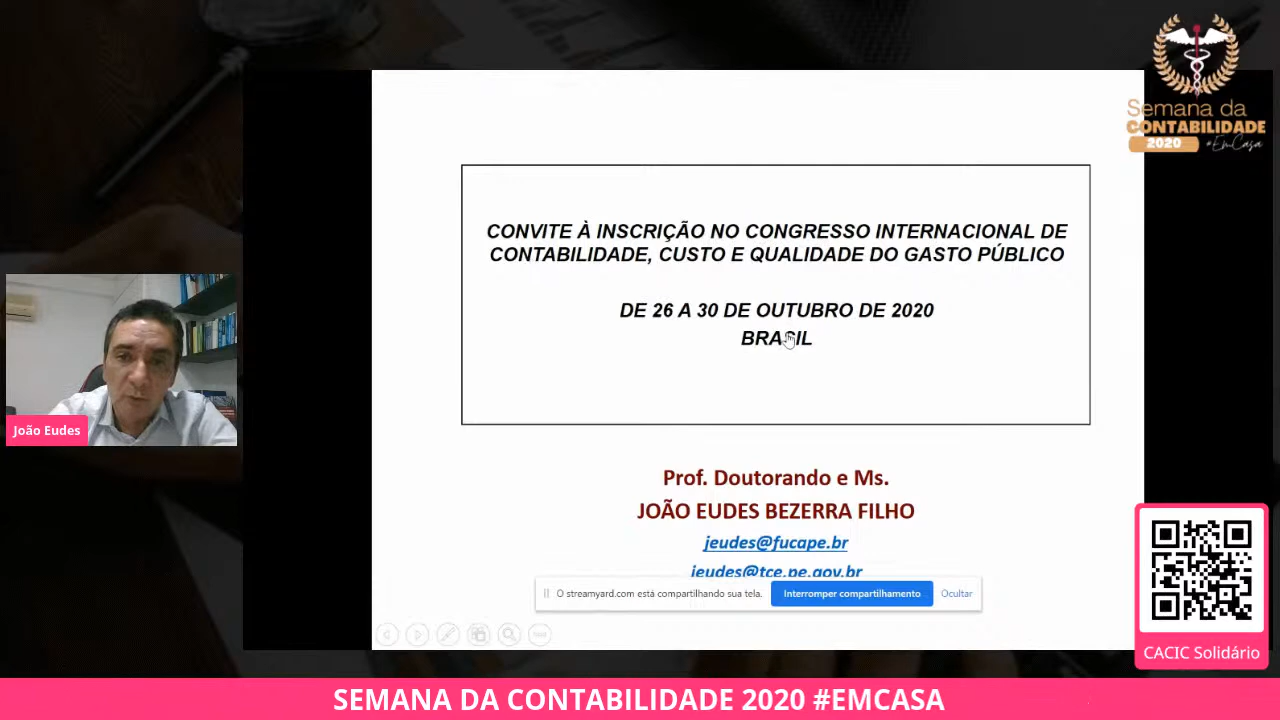 Semana da
CONTABILIDADE
2020 #EmCasa
CONVITE À INSCRIÇÃO NO CONGRESSO INTERNACIONAL DE
CONTABILIDADE, CUSTO E QUALIDADE DO GASTO PÚBLICO
DE 26 A 30 DE OUTUBRO DE 2020
BRASIL
João Eudes
Prof. Doutorando e Ms.
JOÃO EUDES BEZERRA FILHO
jeudes@fucape.br
jeudes@tce.pe.gov.br
O streamyard.com está compartilhando sua tela. Interromper compartilhamento Ocultar
CACIC Solidário
SEMANA DA CONTABILIDADE 2020 #EMCASA